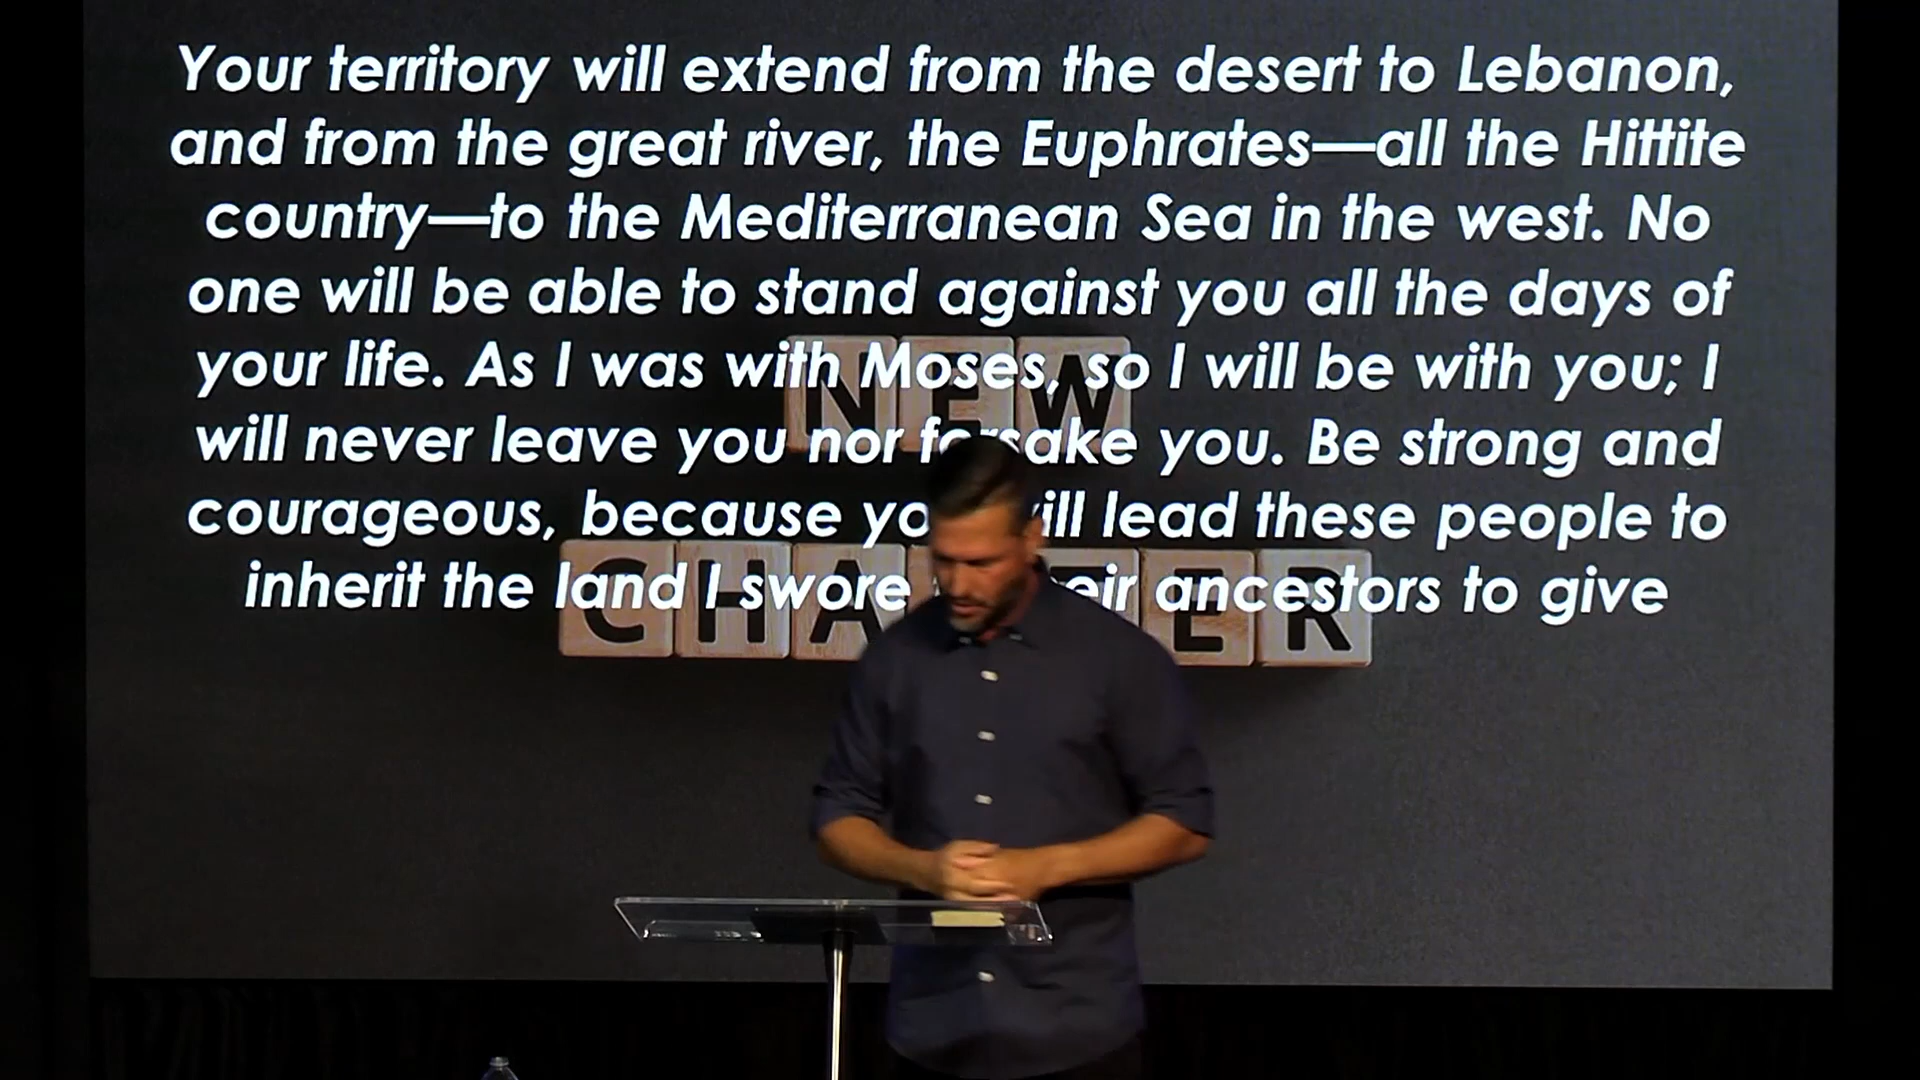 Your territory will extend from the desert to Lebanon,
and from the great river, the Euphrates—all the Hittite
country—to the Mediterranean Sea in the west. No
one will be able to stand against you all the days of
your life. As I was with Moses, so I will be with you; I
will never leave you nor forsake you. Be strong and
courageous, because will lead these people to
inherit the land I swore ancestors to give
NEW